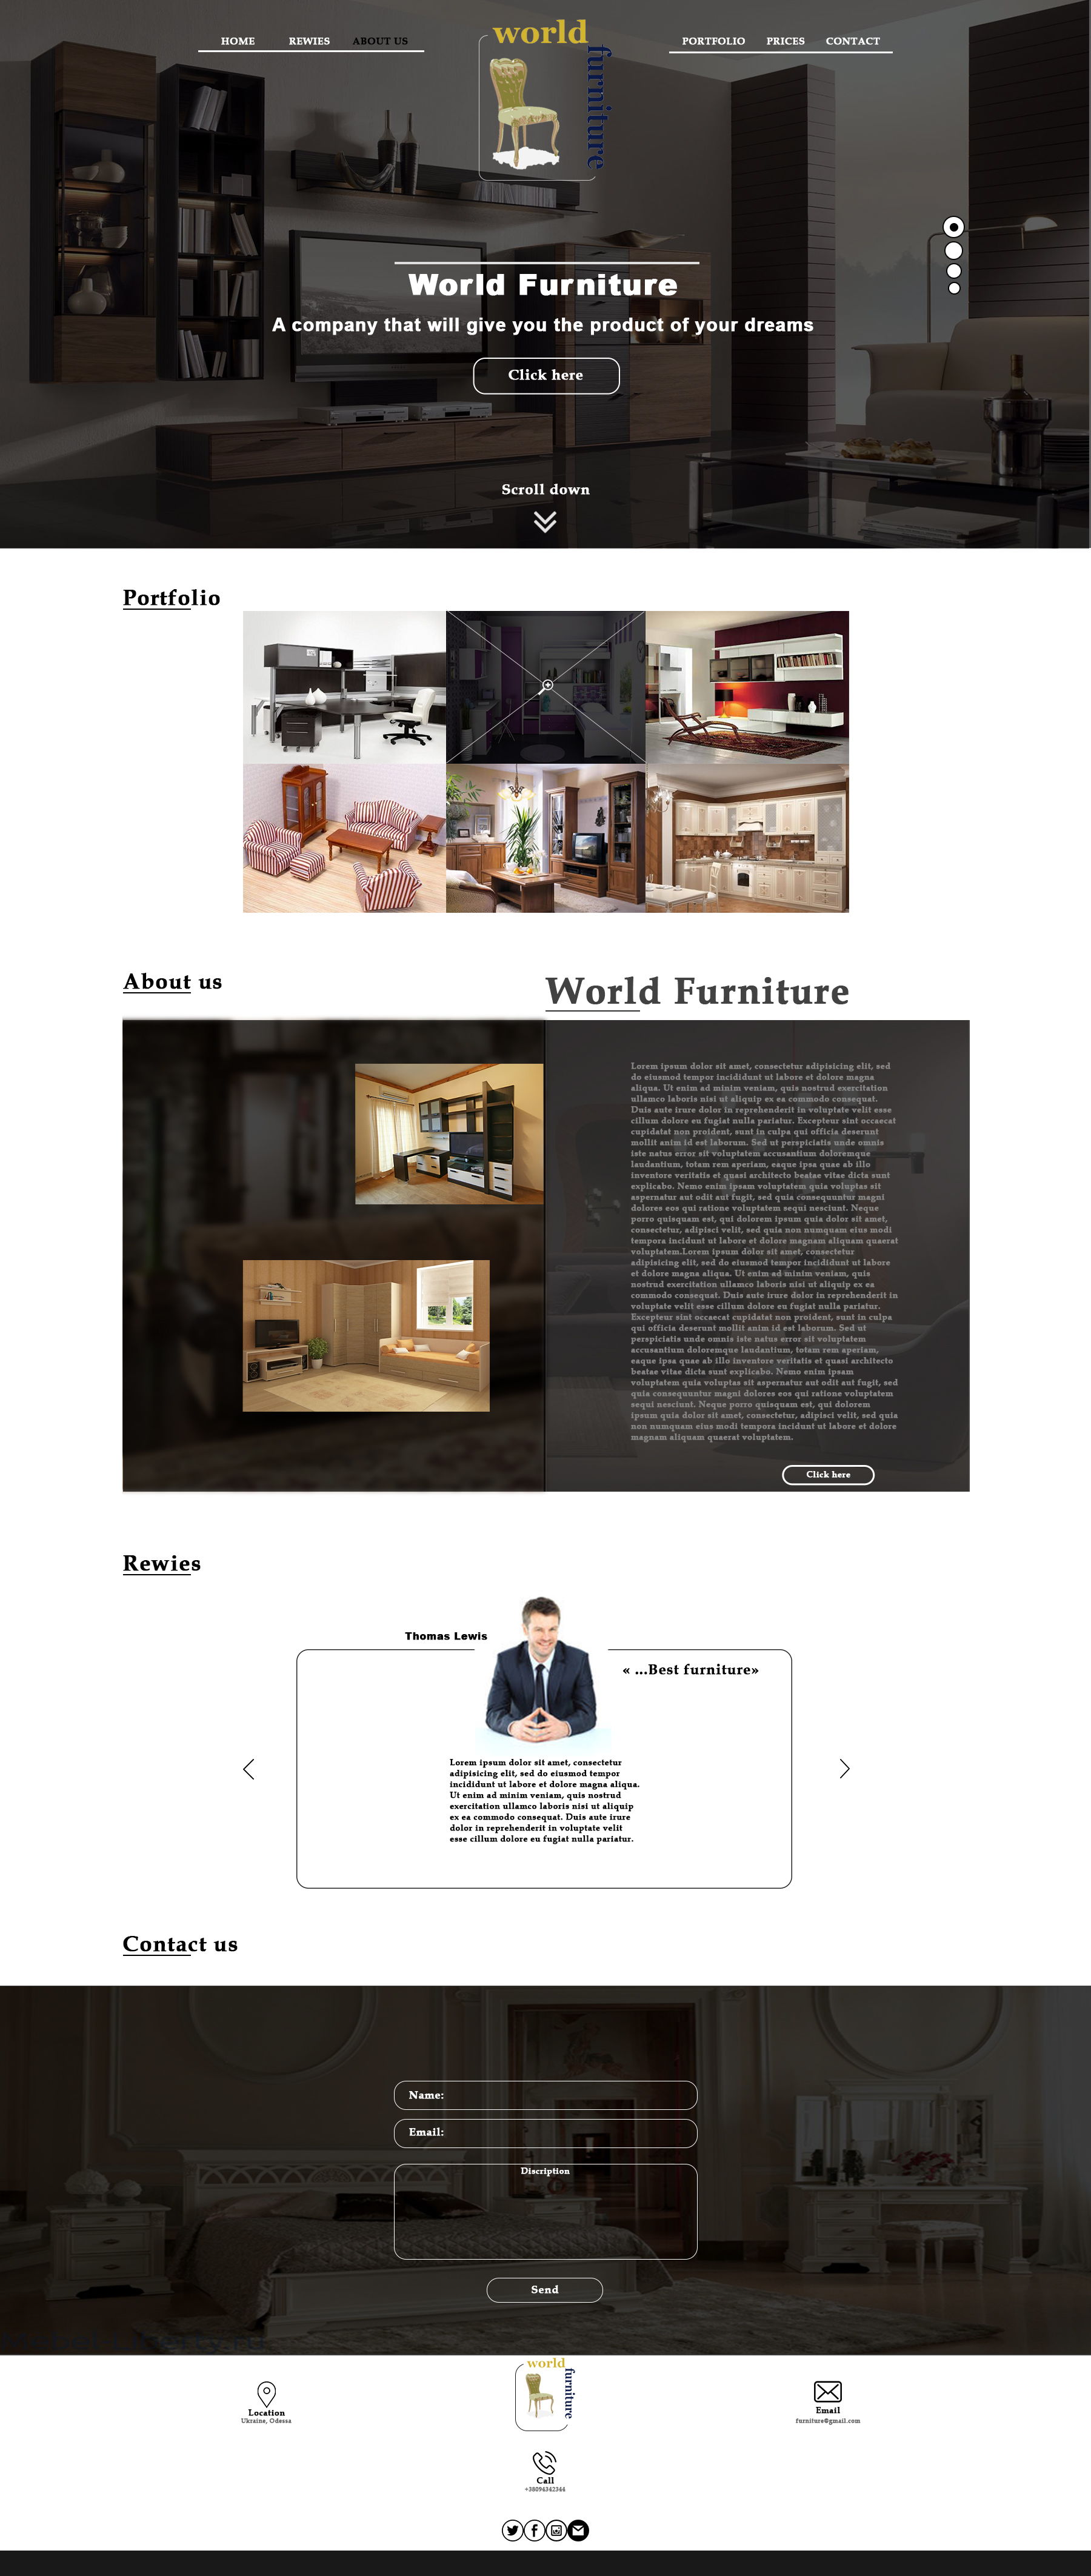 world
furniture
HOME REWIES ABOUT US
PORTFOLIO PRICES CONTACT
World Furniture
A company that will give you the product of your dreams
Click here
Scroll down
Portfolio
About us
World Furniture
Lorem ipsum dolor sit amet, consectetur adipisicing elit, sed
do eiusmod tempor incididunt ut labore et dolore magna
aliqua. Ut enim ad minim veniam, quis nostrud exercitation
ullamco laboris nisi ut aliquip ex ea commodo consequat.
Duis aute irure dolor in reprehenderit in voluptate velit esse
cillum dolore eu fugiat nulla pariatur. Excepteur sint occaecat
cupidatat non proident, sunt in culpa qui officia deserunt
mollit anim id est laborum. Sed ut perspiciatis unde omnis
iste natus error sit voluptatem accusantium doloremque
laudantium, totam rem aperiam, eaque ipsa quae ab illo
inventore veritatis et quasi architecto beatae vitae dicta sunt
explicabo. Nemo enim ipsam voluptatem quia voluptas sit
aspernatur aut odit aut fugit, sed quia consequuntur magni
dolores eos qui ratione voluptatem sequi nesciunt. Neque
porro quisquam est, qui dolorem ipsum quia dolor sit amet,
consectetur, adipisci velit, sed quia non numquam eius modi
tempora incidunt ut labore et dolore magnam aliquam quaerat
voluptatem.Lorem ipsum dolor sit amet, consectetur
adipisicing elit, sed do eiusmod tempor incididunt ut labore
et dolore magna aliqua. Ut enim ad minim veniam, quis
nostrud exercitation ullamco laboris nisi ut aliquip ex ea
commodo consequat. Duis aute irure dolor in reprehenderit in
voluptate velit esse cillum dolore eu fugiat nulla pariatur.
Excepteur sint occaecat cupidatat non proident, sunt in culpa
qui officia deserunt mollit anim id est laborum. Sed ut
perspiciatis unde omnis iste natus error sit voluptatem
accusantium doloremque laudantium, totam rem aperiam,
eaque ipsa quae ab illo inventore veritatis et quasi architecto
beatae vitae dicta sunt explicabo. Nemo enim ipsam
voluptatem quia voluptas sit aspernatur aut odit aut fugit, sed
quia consequuntur magni dolores eos qui ratione voluptatem
sequi nesciunt. Neque porro quisquam est, qui dolorem
ipsum quia dolor sit amet, consectetur, adipisci velit, sed quia
non numquam eius modi tempora incidunt ut labore et dolore
magnam aliquam quaerat voluptatem.
Click here
Rewies
Thomas Lewis
« ...Best furniture»
Lorem ipsum dolor sit amet, consectetur
adipisicing elit, sed do eiusmod tempor
incididunt ut labore et dolore magna aliqua.
Ut enim ad minim veniam, quis nostrud
exercitation ullamco laboris nisi ut aliquip
ex ea commodo consequat. Duis aute irure
dolor in reprehenderit in voluptate velit
esse cillum dolore eu fugiat nulla pariatur.
Contact us
Name:
Email:
Discription
Send
world
furniture
Location
Ukraine, Odessa
Email
furniture@gmail.com
Call
+38094342344